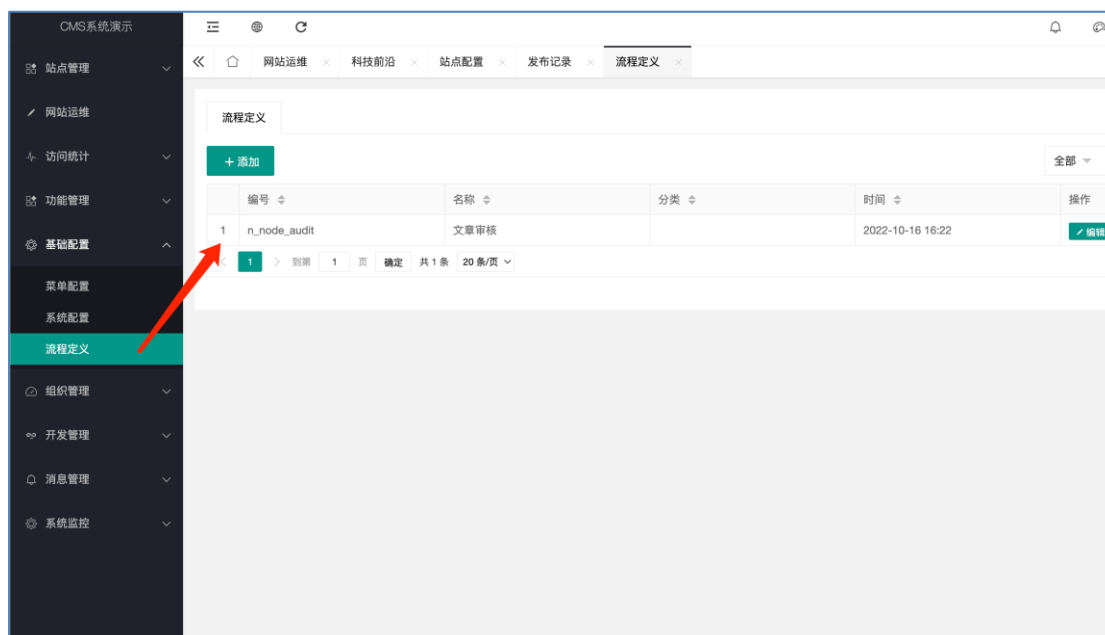 CMS系统演示
站点管理
网站运维
访问统计
功能管理
基础配置
菜单配置
系统配置
流程定义
组织管理
开发管理
消息管理
系统监控
网站运维 科技前沿 站点配置 发布记录 流程定义
流程定义
+ 添加 全部
编号 名称 分类 时间 操作
1 n_node_audit 文章审核 2022-10-16 16:22 编辑
1 到第 1 页 确定 共 1 条 20 条/页